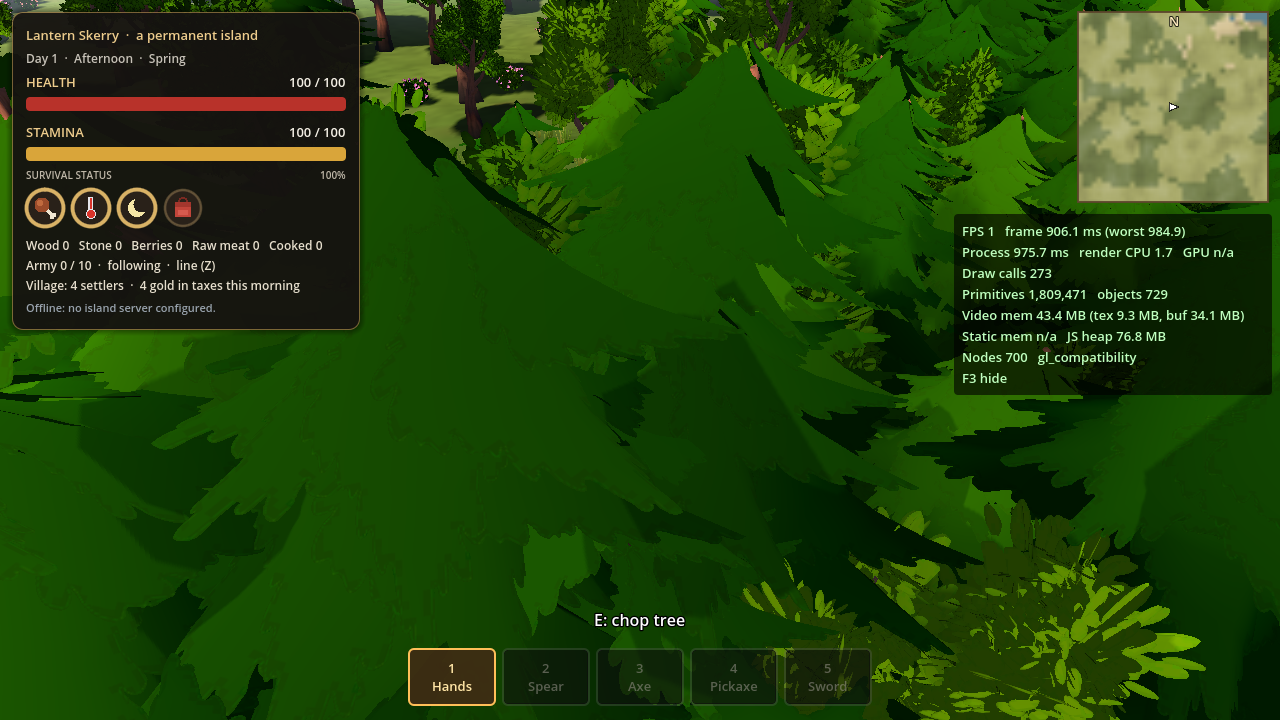 Lantern Skerry · a permanent island
Day 1 · Afternoon · Spring
HEALTH 100 / 100
STAMINA 100 / 100
SURVIVAL STATUS 100%
Wood 0 Stone 0 Berries 0 Raw meat 0 Cooked 0
Army 0 / 10 · following · line (Z)
Village: 4 settlers · 4 gold in taxes this morning
Offline: no island server configured.
N
FPS 1 frame 906.1 ms (worst 984.9)
Process 975.7 ms render CPU 1.7 GPU n/a
Draw calls 273
Primitives 1,809,471 objects 729
Video mem 43.4 MB (tex 9.3 MB, buf 34.1 MB)
Static mem n/a JS heap 76.8 MB
Nodes 700 gl_compatibility
F3 hide
E: chop tree
1 2 3 4 5
Hands Spear Axe Pickaxe Sword